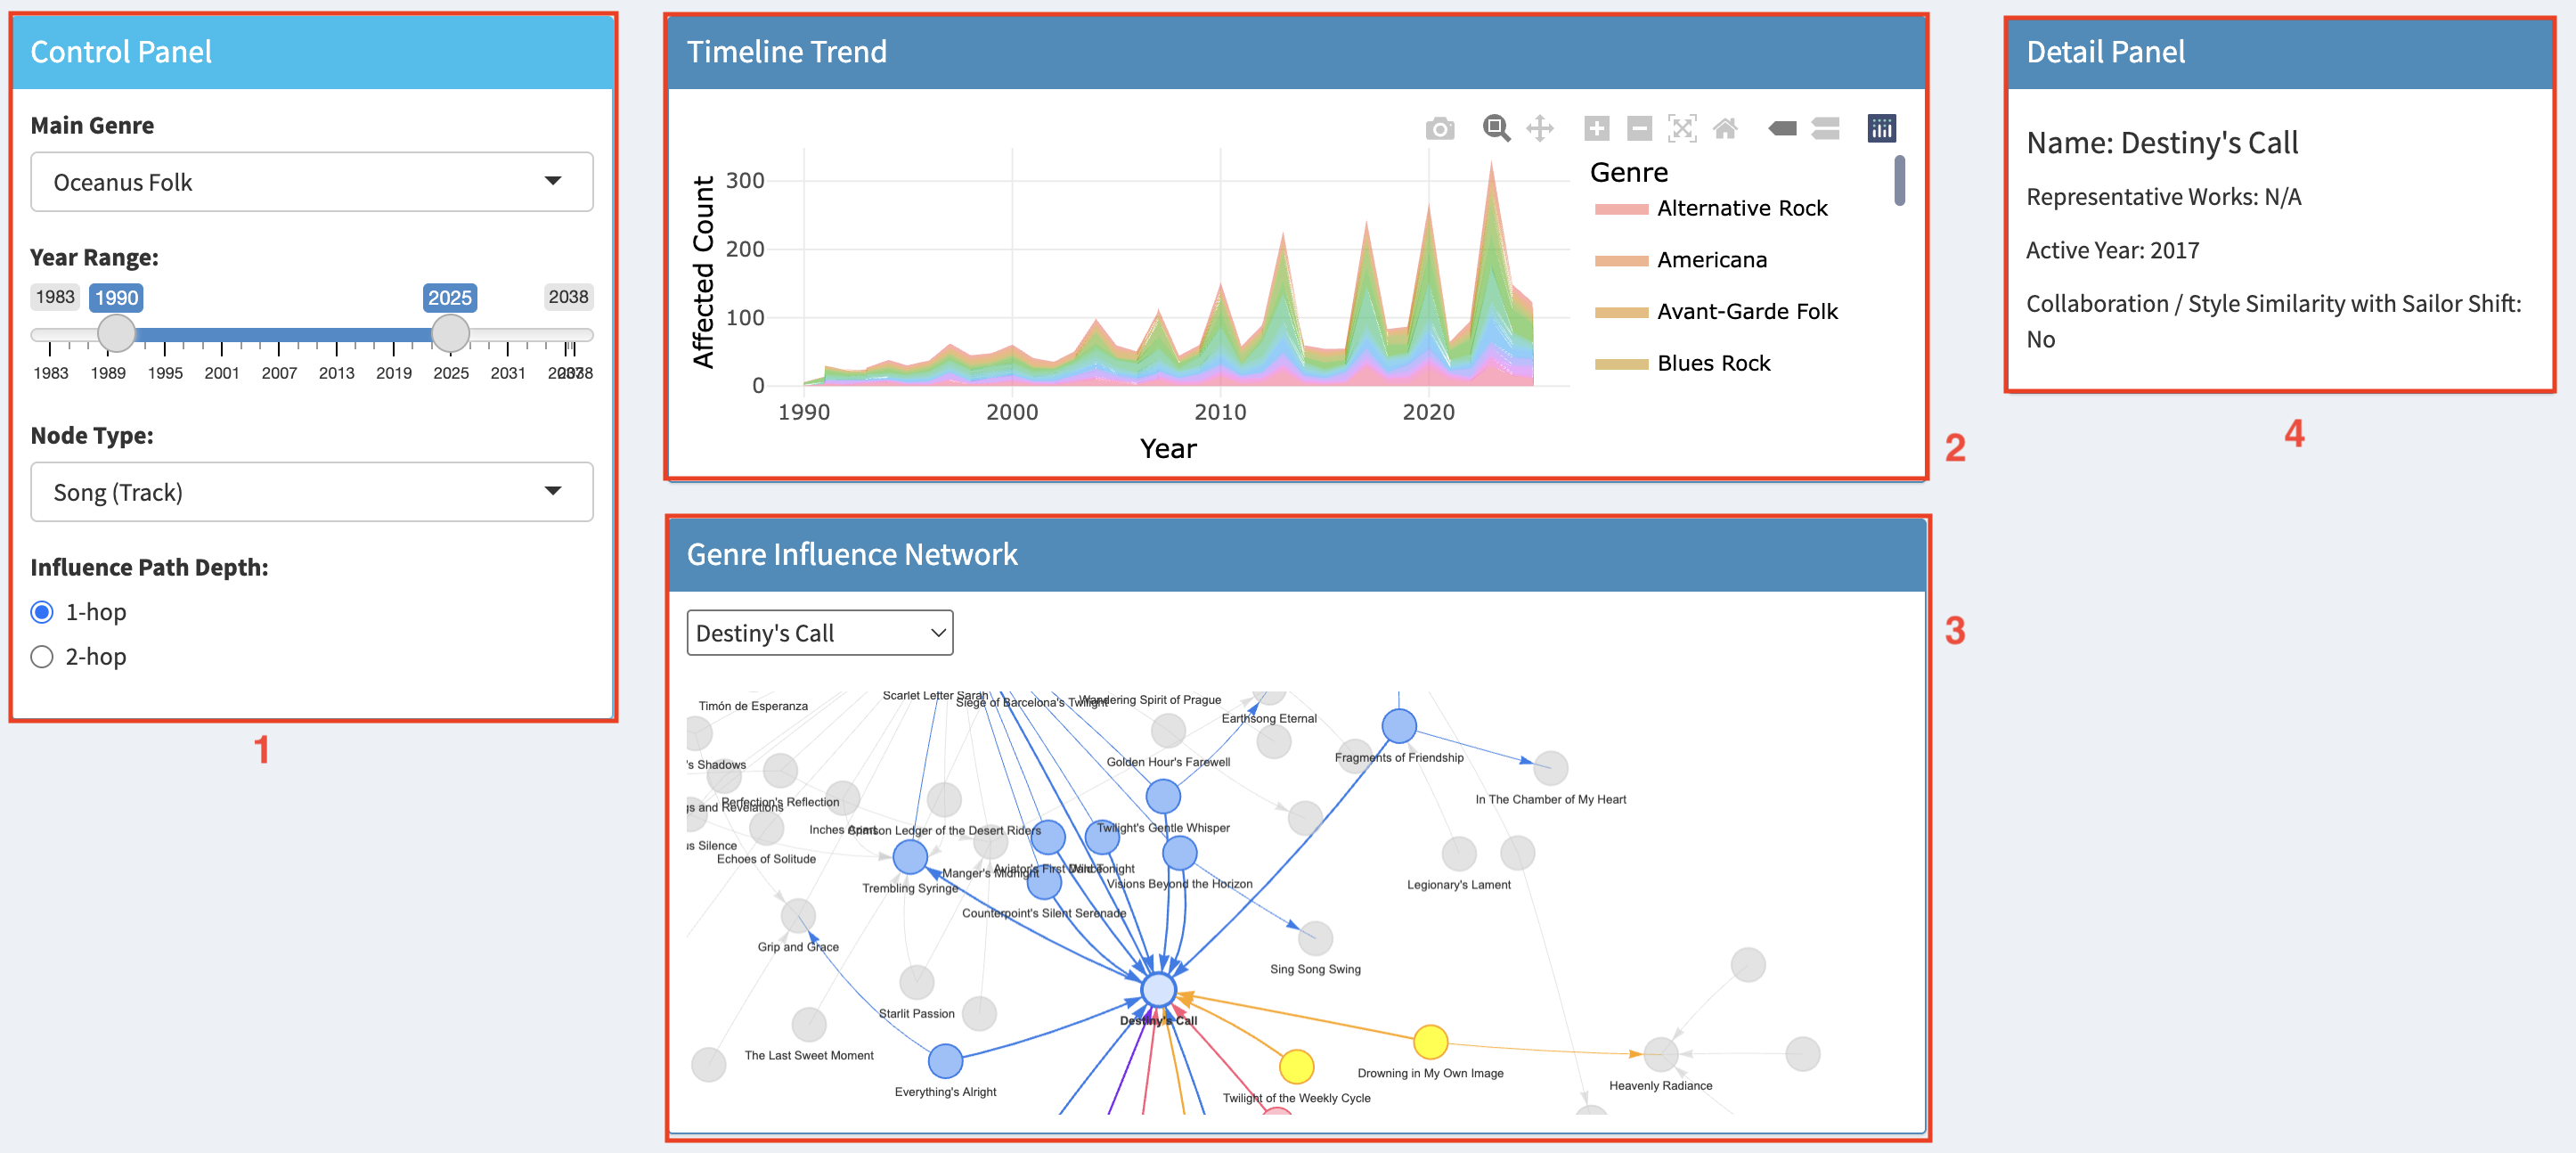 Control Panel
Main Genre
Oceanus Folk
Year Range:
1983 1990 2025 2038
1983 1989 1995 2001 2007 2013 2019 2025 2031 2037 2038
Node Type:
Song (Track)
Influence Path Depth:
1-hop
2-hop
1
Timeline Trend
Affected Count
300
200
100
0
1990 2000 2010 2020
Year
Genre
Alternative Rock
Americana
Avant-Garde Folk
Blues Rock
2
Genre Influence Network
Destiny's Call
3
Scarlet Letter Sarah
Siege of Barcelona's Twilight
Wandering Spirit of Prague
Timón de Esperanza
Earthsong Eternal
Fragments of Friendship
's Shadows
Golden Hour's Farewell
In The Chamber of My Heart
Perfection's Reflection
gs and Revelations
Inches Apart
Crimson Ledger of the Desert Riders
Twilight's Gentle Whisper
us Silence
Echoes of Solitude
Manger's Midnight
Aviator's First Dance
Tonight
Trembling Syringe
Visions Beyond the Horizon
Legionary's Lament
Counterpoint's Silent Serenade
Grip and Grace
Sing Song Swing
Starlit Passion
Destiny's Call
The Last Sweet Moment
Drowning in My Own Image
Heavenly Radiance
Everything's Alright
Twilight of the Weekly Cycle
Detail Panel
Name: Destiny's Call
Representative Works: N/A
Active Year: 2017
Collaboration / Style Similarity with Sailor Shift:
No
4